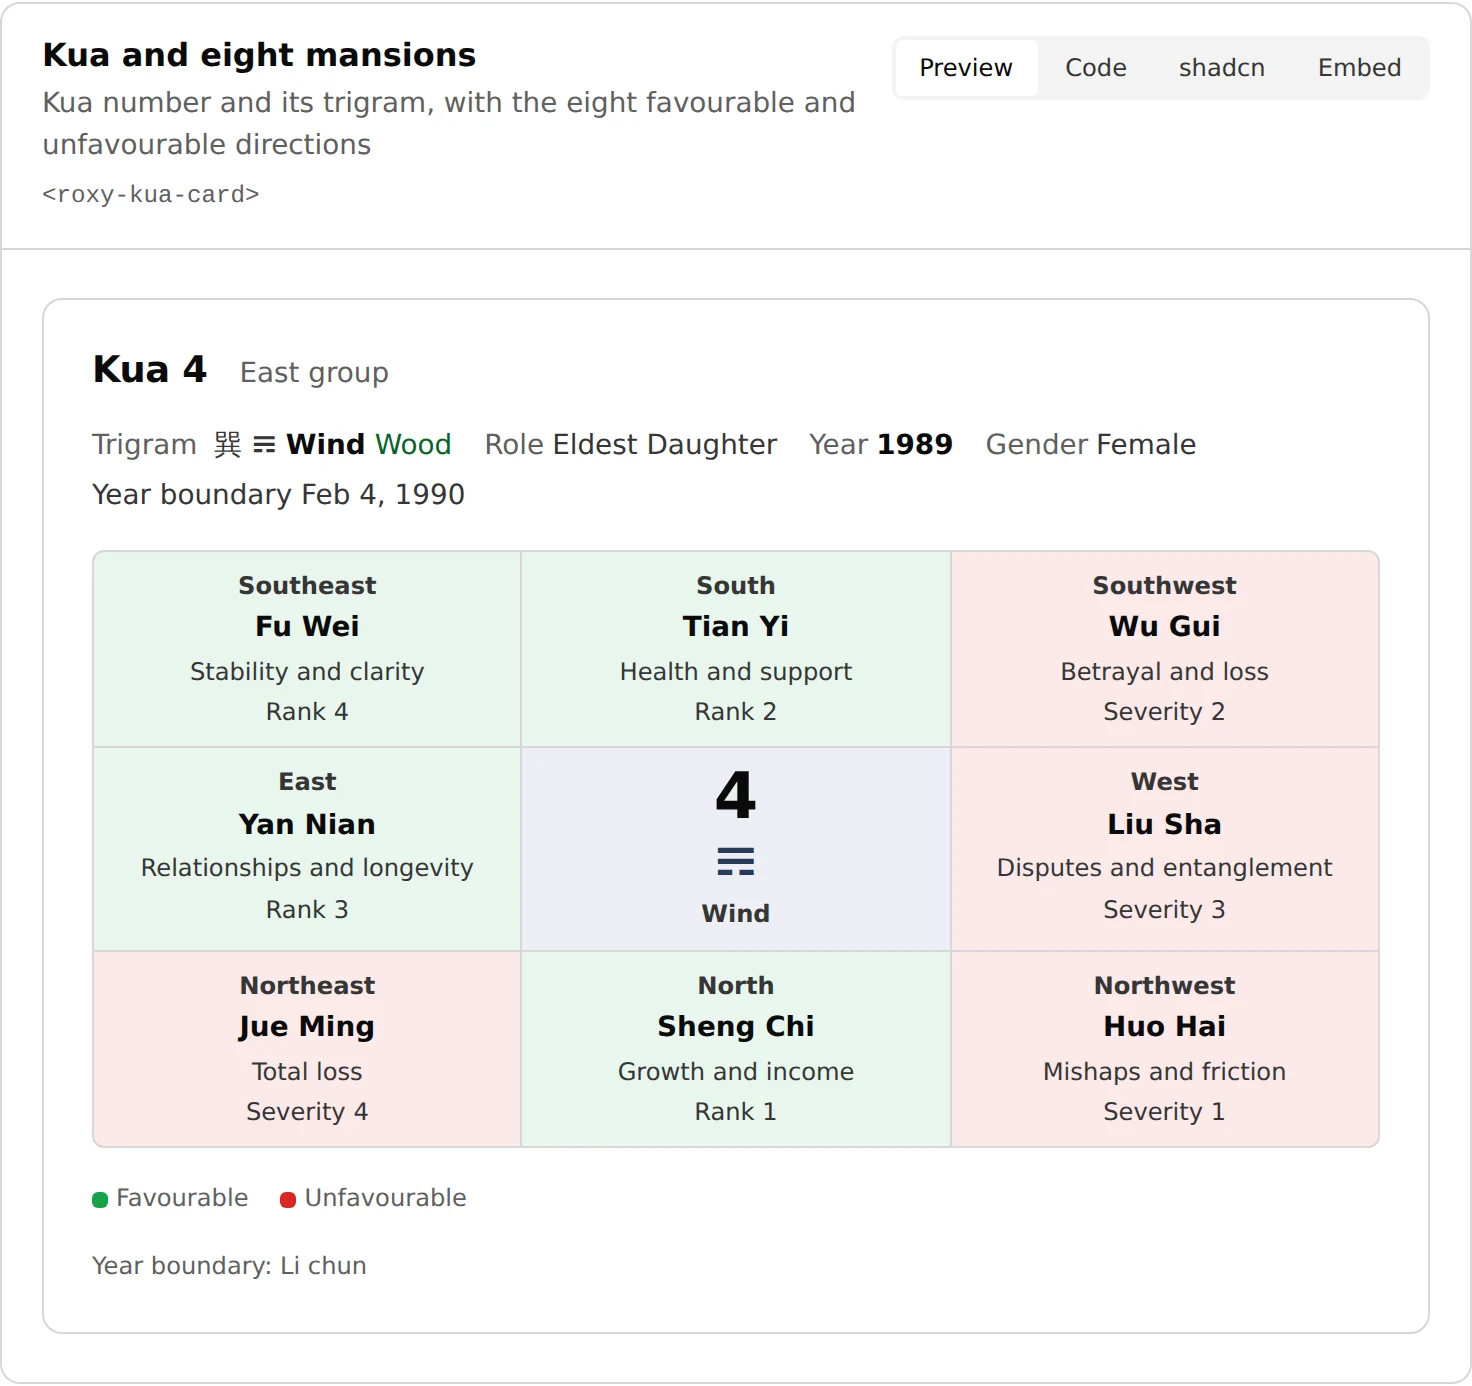 Kua and eight mansions
Preview Code shadcn Embed
Kua number and its trigram, with the eight favourable and
unfavourable directions
<roxy-kua-card>
Kua 4 East group
Trigram 巽 ☴ Wind Wood Role Eldest Daughter Year 1989 Gender Female
Year boundary Feb 4, 1990
Southeast
Fu Wei
Stability and clarity
Rank 4
South
Tian Yi
Health and support
Rank 2
Southwest
Wu Gui
Betrayal and loss
Severity 2
East
Yan Nian
Relationships and longevity
Rank 3
4
☴
Wind
West
Liu Sha
Disputes and entanglement
Severity 3
Northeast
Jue Ming
Total loss
Severity 4
North
Sheng Chi
Growth and income
Rank 1
Northwest
Huo Hai
Mishaps and friction
Severity 1
Favourable Unfavourable
Year boundary: Li chun